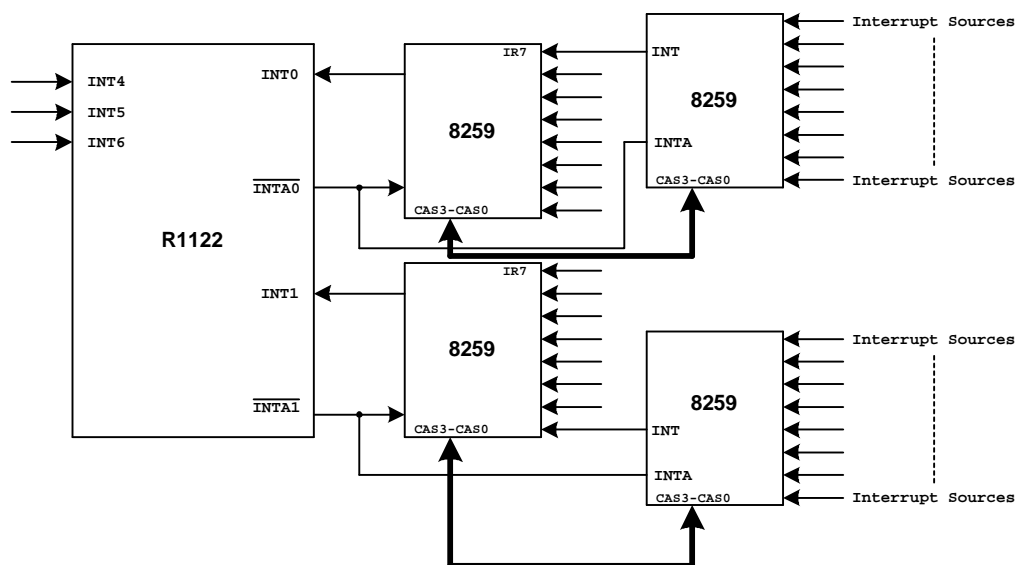 Interrupt Sources
IR7
INT
INT0
INT4
8259
INT5
8259
INT6
INTA
Interrupt Sources
CAS3-CAS0
INTA0
CAS3-CAS0
R1122
IR7
INT1
Interrupt Sources
8259
8259
INTA1
CAS3-CAS0
INT
INTA
CAS3-CAS0
Interrupt Sources